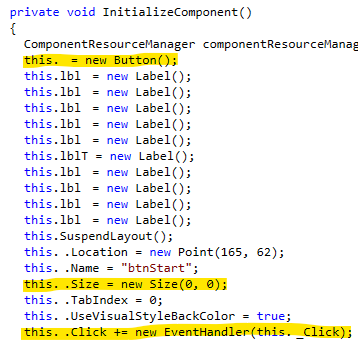 private void InitializeComponent()
{
ComponentResourceManager componentResourceManag
this. = new Button();
this.lbl = new Label();
this.lbl = new Label();
this.lbl = new Label();
this.lbl = new Label();
this.lbl = new Label();
this.lblT = new Label();
this.lbl = new Label();
this.lbl = new Label();
this.lbl = new Label();
this.lbl = new Label();
this.SuspendLayout();
this. .Location = new Point(165, 62);
this. .Name = "btnStart";
this. .Size = new Size(0, 0);
this. .TabIndex = 0;
this. .UseVisualStyleBackColor = true;
this. .Click += new EventHandler(this. _Click);